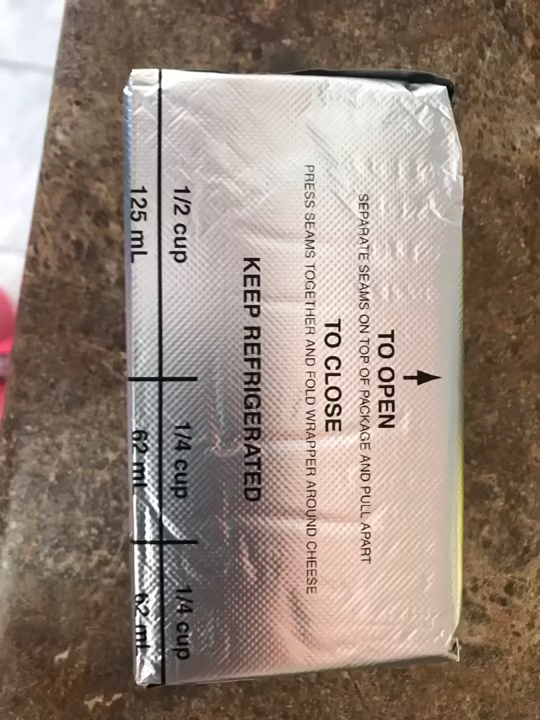 TO OPEN
SEPARATE SEAMS ON TOP OF PACKAGE AND PULL APART
TO CLOSE
PRESS SEAMS TOGETHER AND FOLD WRAPPER AROUND CHEESE
KEEP REFRIGERATED
1/2 cup 1/4 cup 1/4 cup
125 mL 62 mL 62 mL